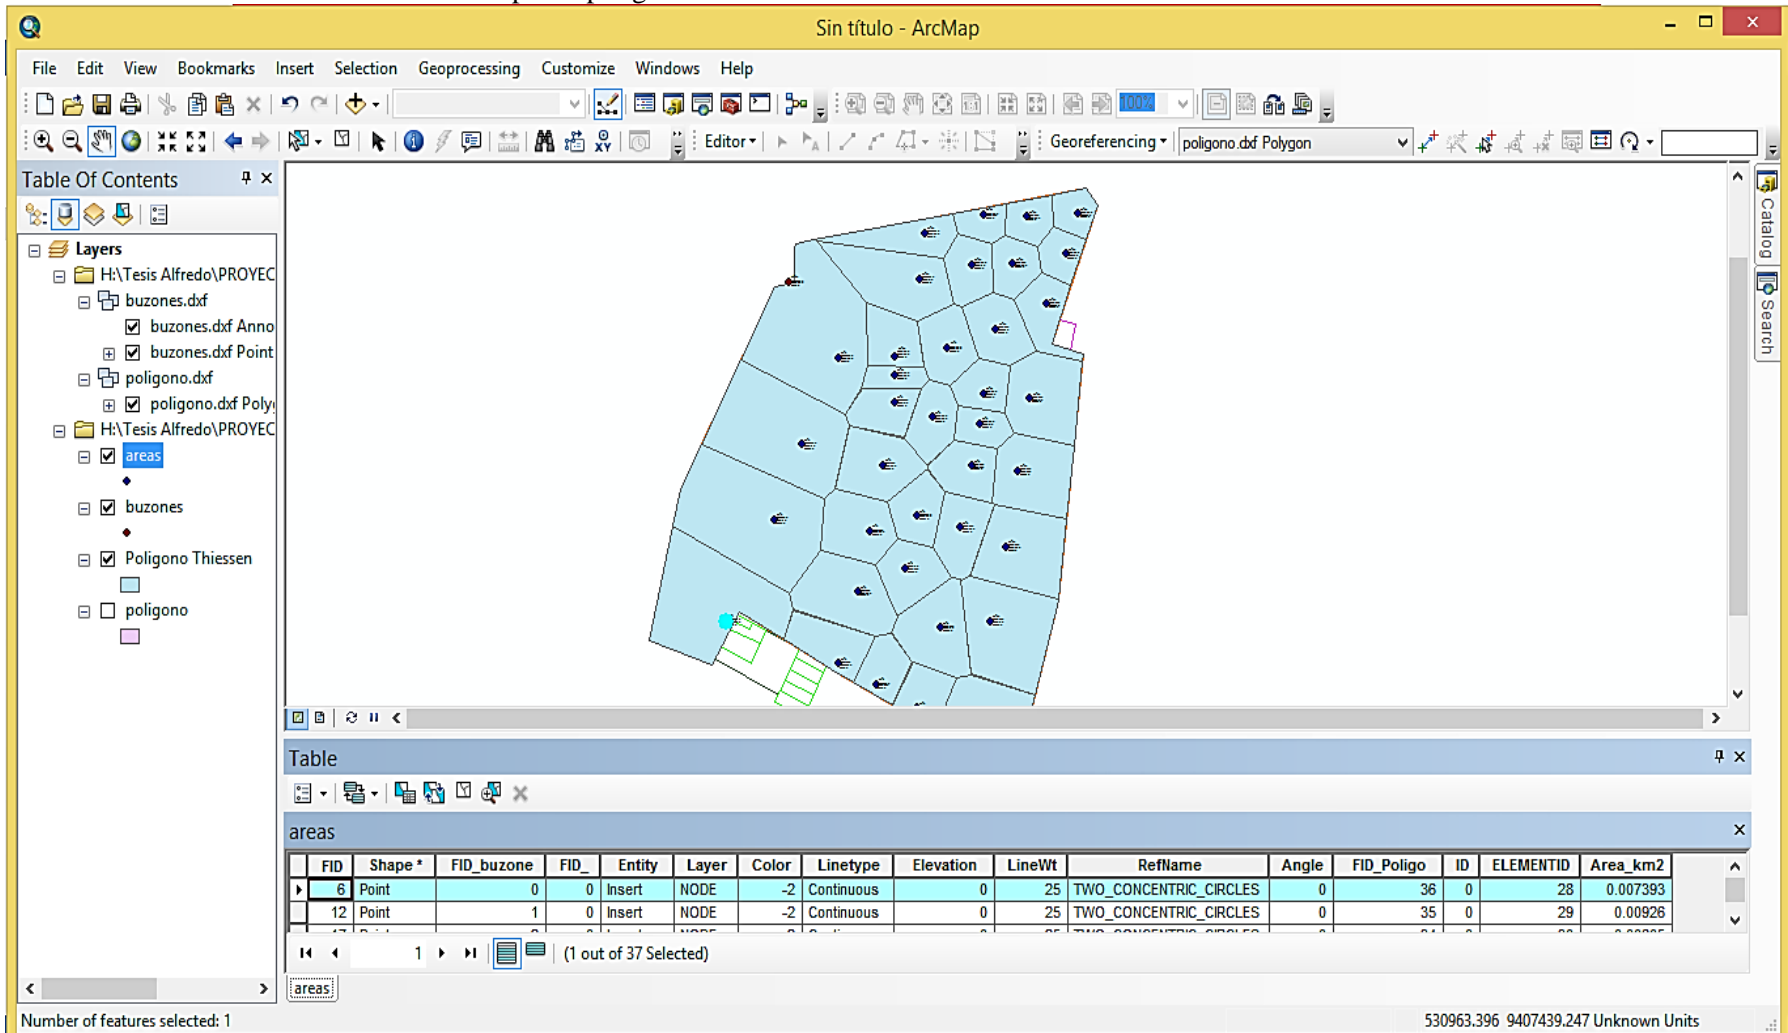 Sin título - ArcMap
File Edit View Bookmarks Insert Selection Geoprocessing Customize Windows Help
100%
Editor Georeferencing poligono.dxf Polygon
Table Of Contents
Layers
H:\Tesis Alfredo\PROYEC
buzones.dxf
buzones.dxf Anno
buzones.dxf Point
poligono.dxf
poligono.dxf Poly
H:\Tesis Alfredo\PROYEC
areas
buzones
Poligono Thiessen
poligono
Catalog
Search
Table
areas
FID Shape * FID_buzone FID_ Entity Layer Color Linetype Elevation LineWt RefName Angle FID_Poligo ID ELEMENTID Area_km2
6 Point 0 0 Insert NODE -2 Continuous 0 25 TWO_CONCENTRIC_CIRCLES 0 36 0 28 0.007393
12 Point 1 0 Insert NODE -2 Continuous 0 25 TWO_CONCENTRIC_CIRCLES 0 35 0 29 0.00926
1 (1 out of 37 Selected)
areas
Number of features selected: 1
530963.396 9407439.247 Unknown Units